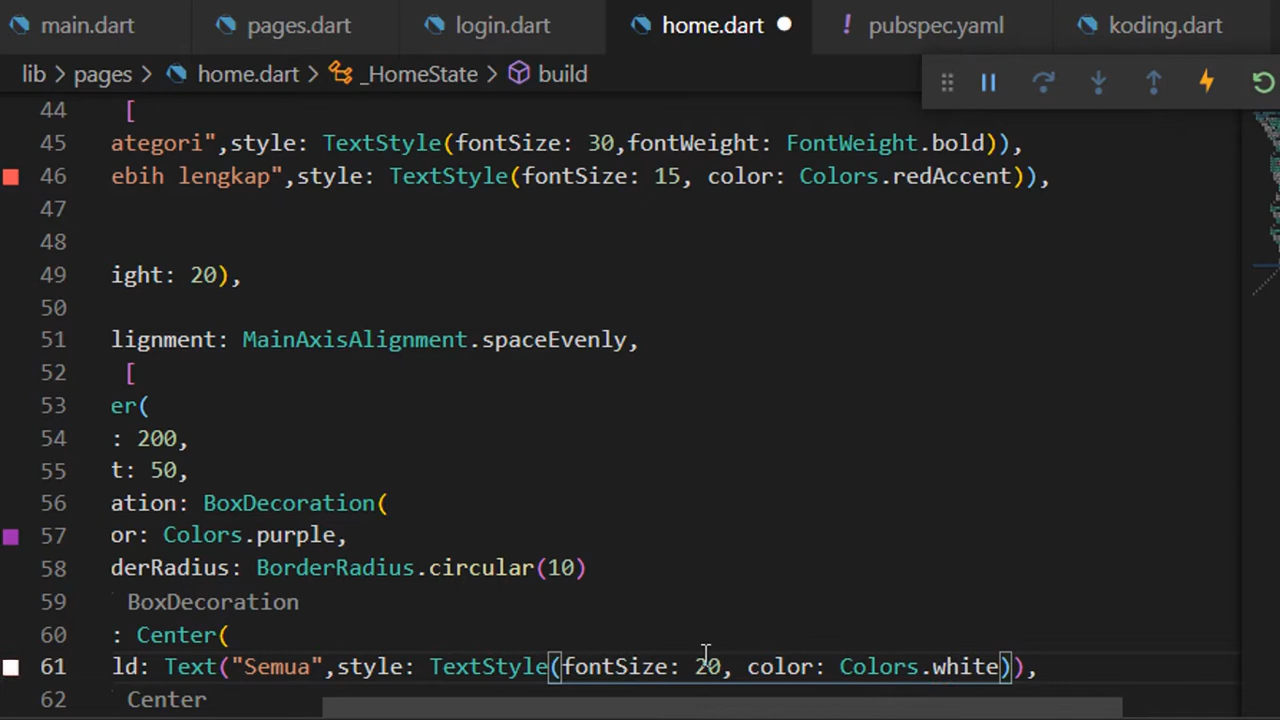 main.dart pages.dart login.dart home.dart ! pubspec.yaml koding.dart
lib > pages > home.dart > _HomeState > build
44 [
45 ategori",style: TextStyle(fontSize: 30,fontWeight: FontWeight.bold)),
46 ebih lengkap",style: TextStyle(fontSize: 15, color: Colors.redAccent)),
47
48
49 ight: 20),
50
51 lignment: MainAxisAlignment.spaceEvenly,
52 [
53 er(
54 : 200,
55 t: 50,
56 ation: BoxDecoration(
57 or: Colors.purple,
58 derRadius: BorderRadius.circular(10)
59 BoxDecoration
60 : Center(
61 ld: Text("Semua",style: TextStyle(fontSize: 20, color: Colors.white)),
62 Center